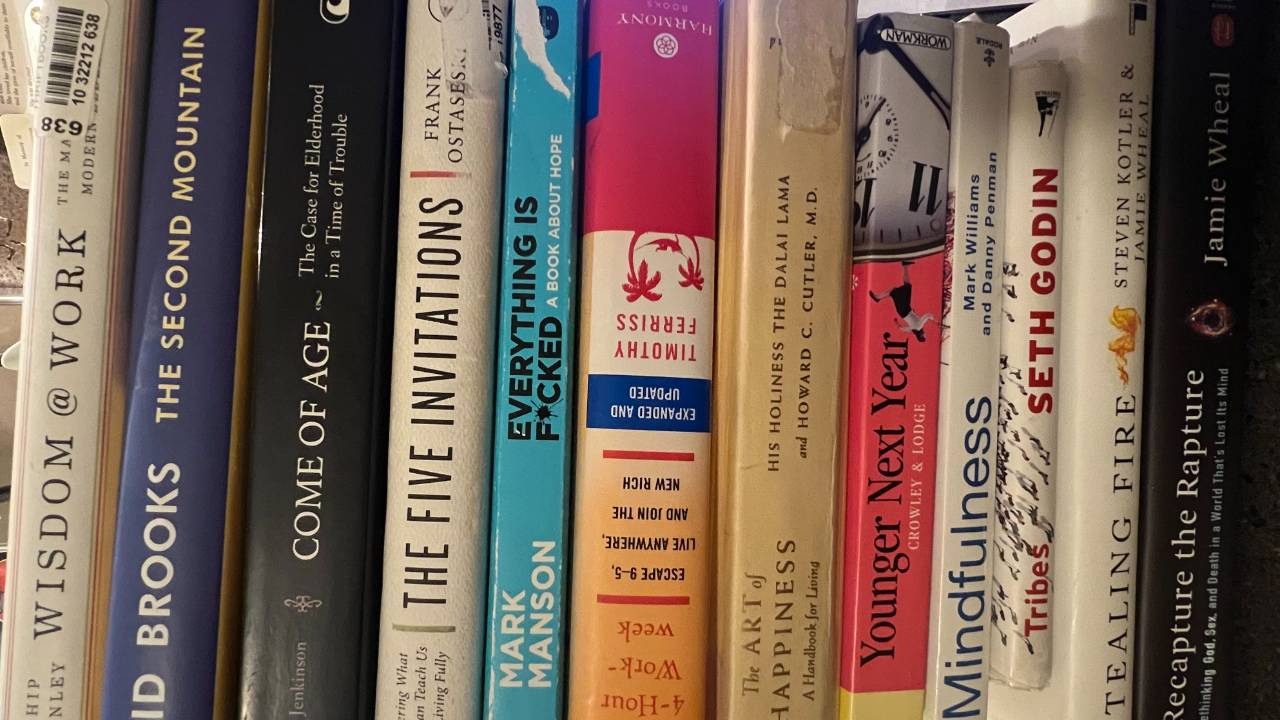 10 32212 638
638
THE MA
MODERN
WISDOM @ WORK
HIP
NLEY
THE SECOND MOUNTAIN
ID BROOKS
The Case for Elderhood
in a Time of Trouble
COME OF AGE
Jenkinson
FRANK
OSTASESKI
THE FIVE INVITATIONS
ering What
an Teach Us
iving Fully
19877
EVERYTHING IS
F*CKED A BOOK ABOUT HOPE
MARK
MANSON
HARMONY
BOOKS
TIMOTHY
FERRISS
EXPANDED AND
UPDATED
ESCAPE 9–5,
LIVE ANYWHERE,
AND JOIN THE
NEW RICH
4-Hour
Work-
week
HIS HOLINESS THE DALAI LAMA
and HOWARD C. CUTLER, M.D.
The ART of
HAPPINESS
A Handbook for Living
WORKMAN
11
10
Younger Next Year
CROWLEY & LODGE
RODALE
Mark Williams
and Danny Penman
Mindfulness
SETH GODIN
Tribes
STEVEN KOTLER &
JAMIE WHEAL
TEALING FIRE
Jamie Wheal
Recapture the Rapture
thinking God, Sex, and Death in a World That's Lost Its Mind